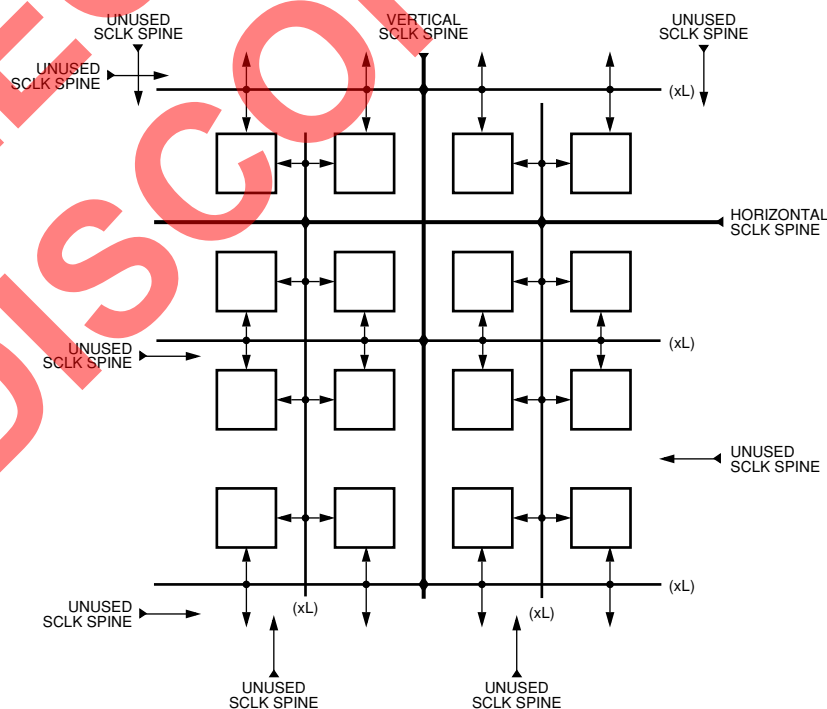 UNUSED
SCLK SPINE
VERTICAL
SCLK SPINE
UNUSED
SCLK SPINE
UNUSED
SCLK SPINE
(xL)
HORIZONTAL
SCLK SPINE
UNUSED
SCLK SPINE
(xL)
UNUSED
SCLK SPINE
(xL)
UNUSED
SCLK SPINE
(xL)
(xL)
UNUSED
SCLK SPINE
UNUSED
SCLK SPINE
DISCO